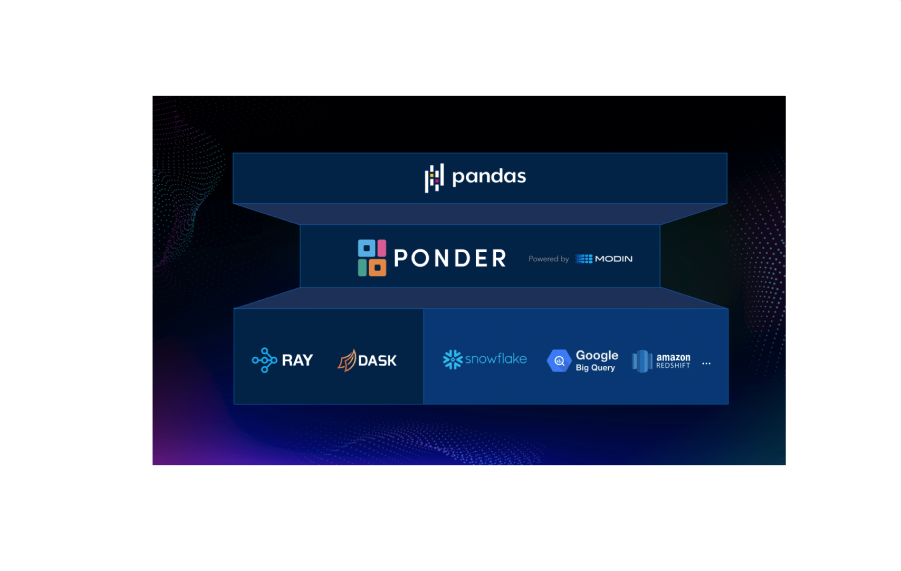 pandas
PONDER Powered by MODIN
RAY DASK snowflake Google Big Query amazon REDSHIFT ...